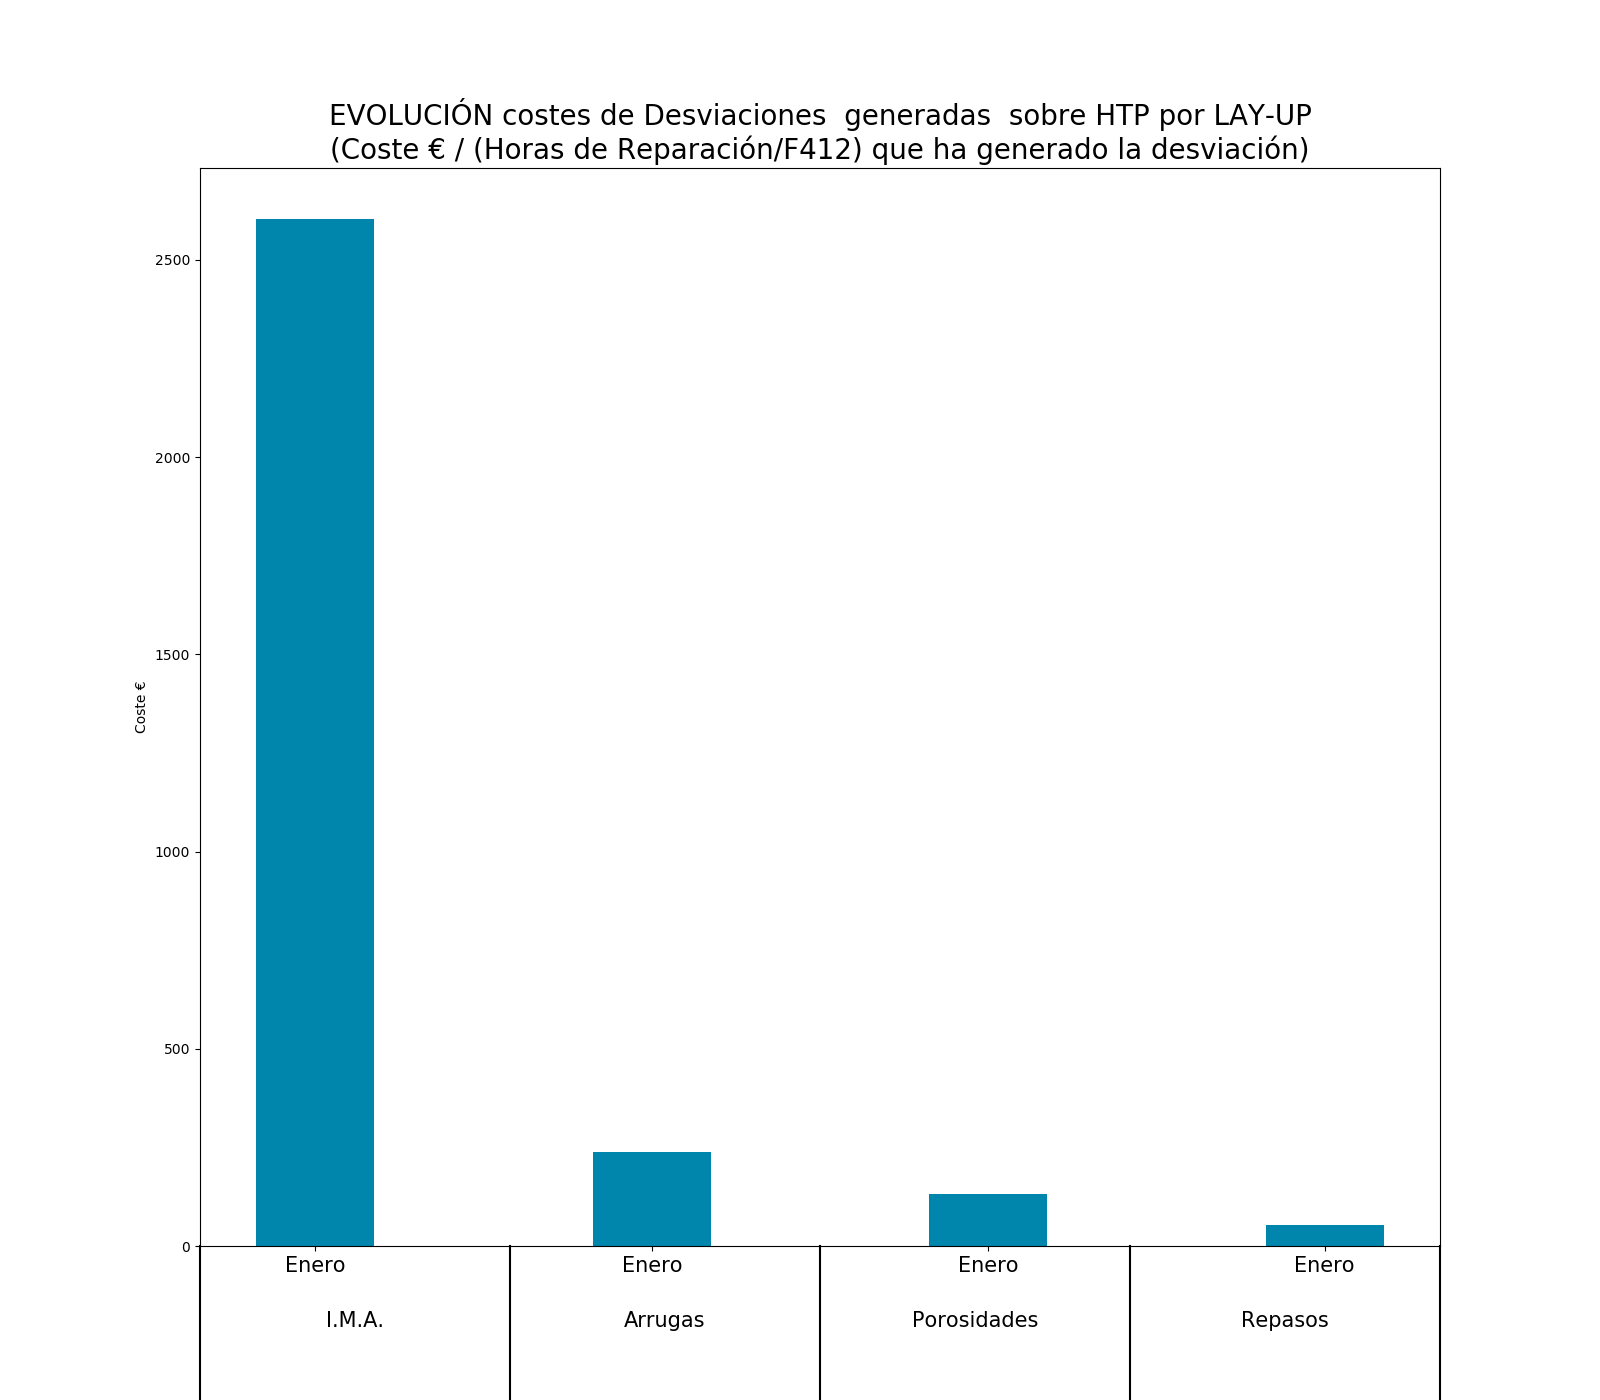 EVOLUCIÓN costes de Desviaciones  generadas  sobre HTP por LAY-UP
(Coste € / (Horas de Reparación/F412) que ha generado la desviación)
2500
2000
1500
1000
500
0
Coste €
Enero Enero Enero Enero
I.M.A. Arrugas Porosidades Repasos